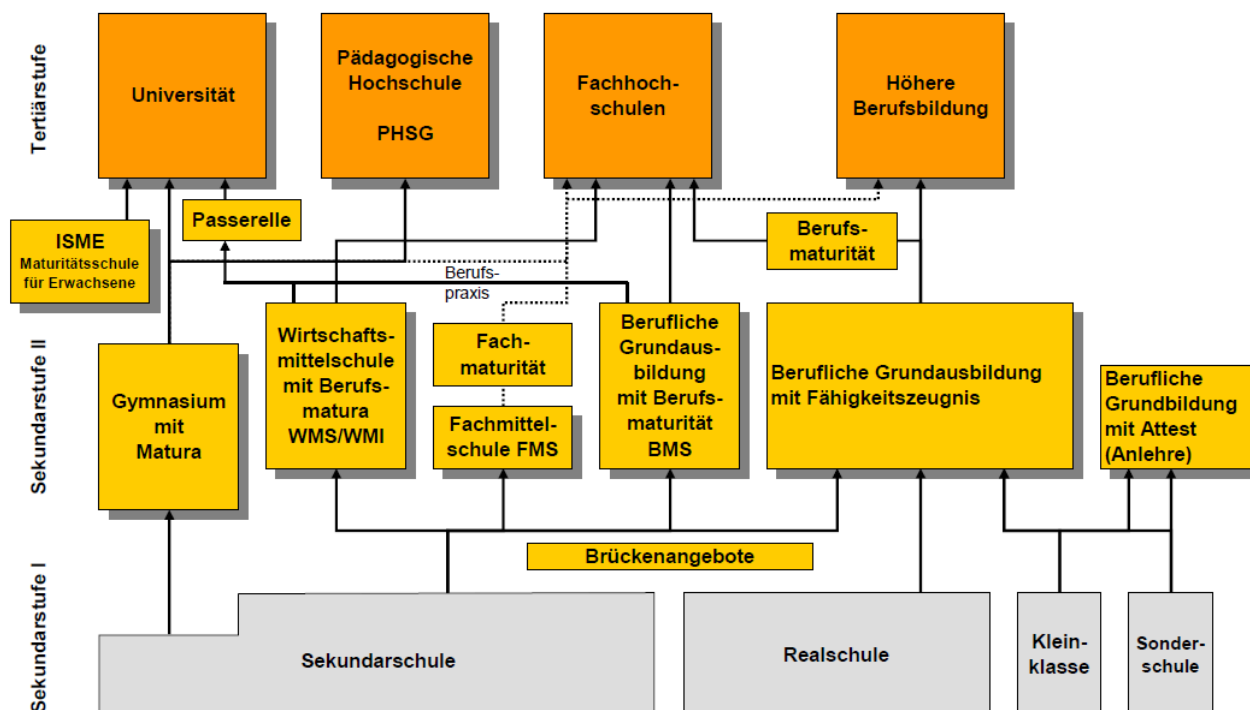 Tertiärstufe
Universität
Pädagogische
Hochschule
PHSG
Fachhoch-
schulen
Höhere
Berufsbildung
Passerelle
ISME
Maturitätsschule
für Erwachsene
Berufs-
maturität
Berufs-
praxis
Sekundarstufe II
Gymnasium
mit
Matura
Wirtschafts-
mittelschule
mit Berufs-
matura
WMS/WMI
Fach-
maturität
Fachmittel-
schule FMS
Berufliche
Grundaus-
bildung
mit Berufs-
maturität
BMS
Berufliche Grundausbildung
mit Fähigkeitszeugnis
Berufliche
Grundbildung
mit Attest
(Anlehre)
Brückenangebote
Sekundarstufe I
Sekundarschule
Realschule
Klein-
klasse
Sonder-
schule